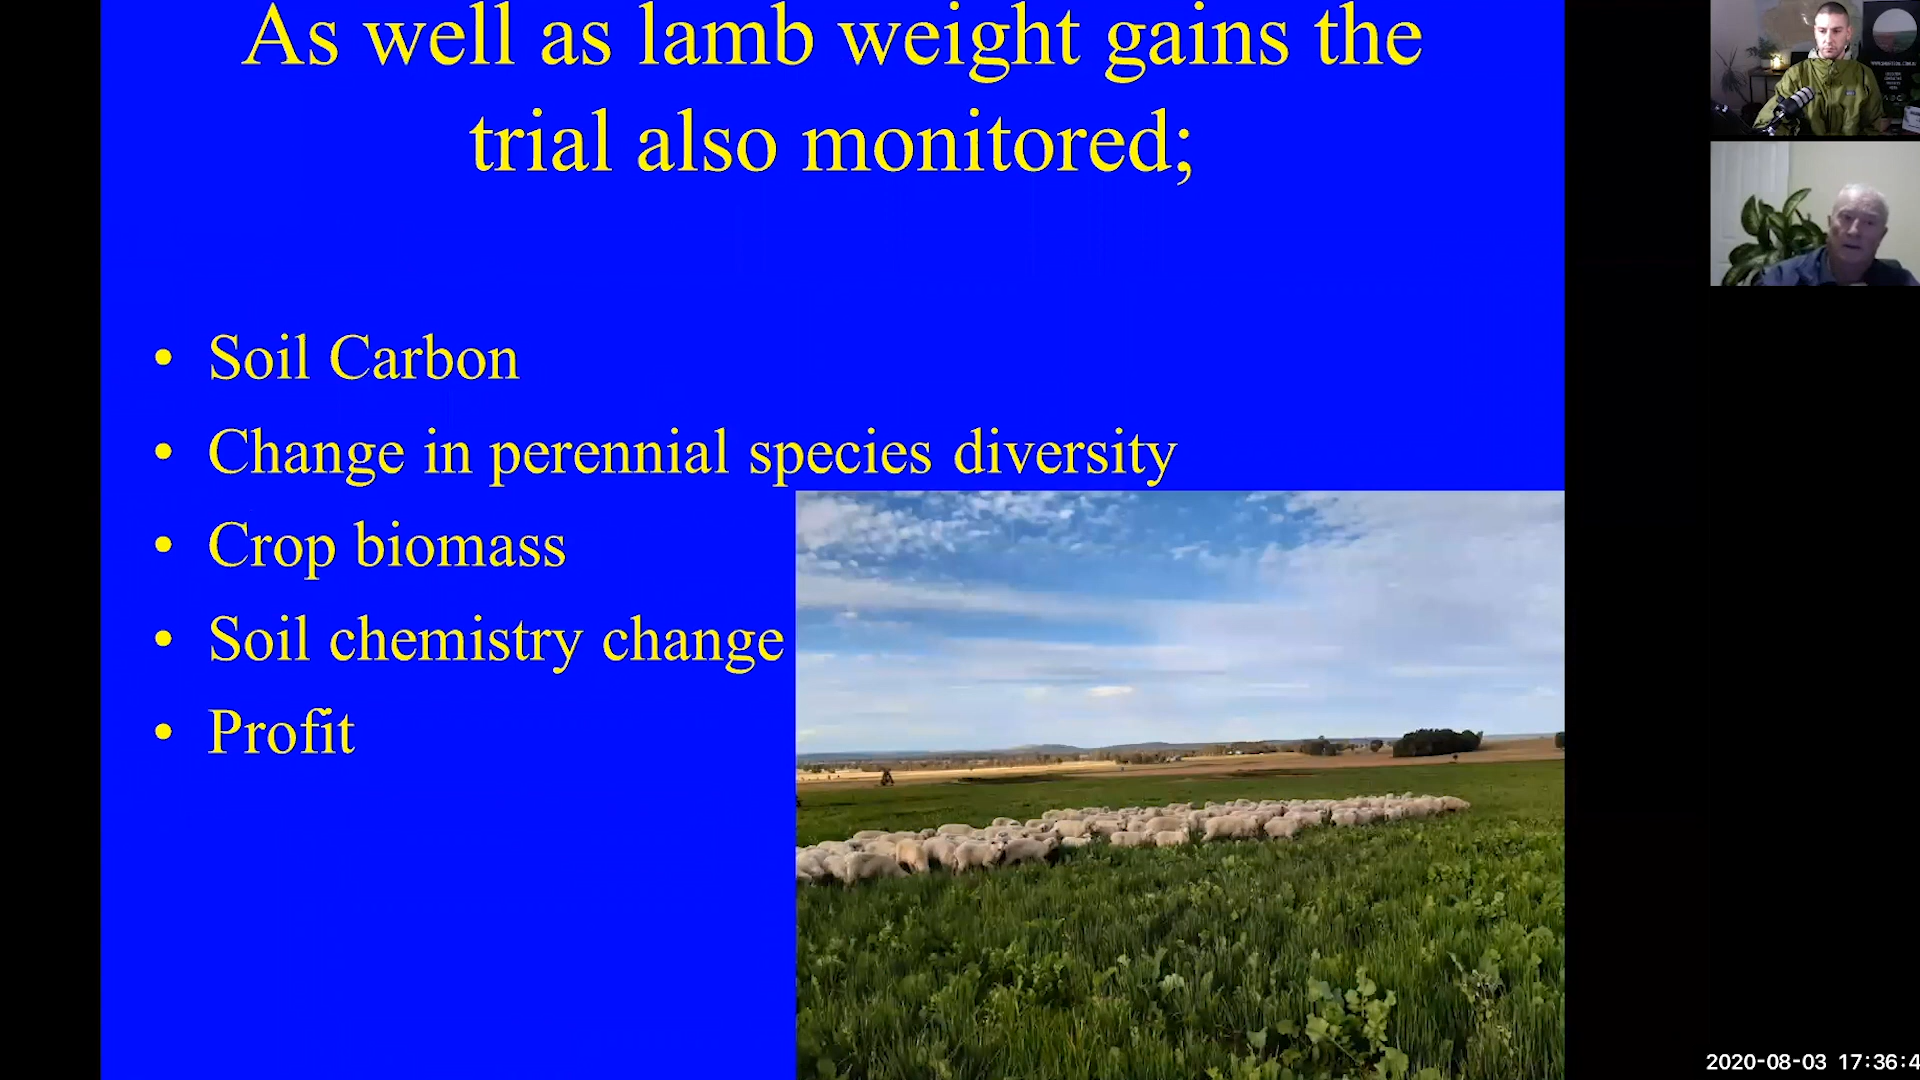 As well as lamb weight gains the
trial also monitored;
• Soil Carbon
• Change in perennial species diversity
• Crop biomass
• Soil chemistry change
• Profit
2020-08-03 17:36:4